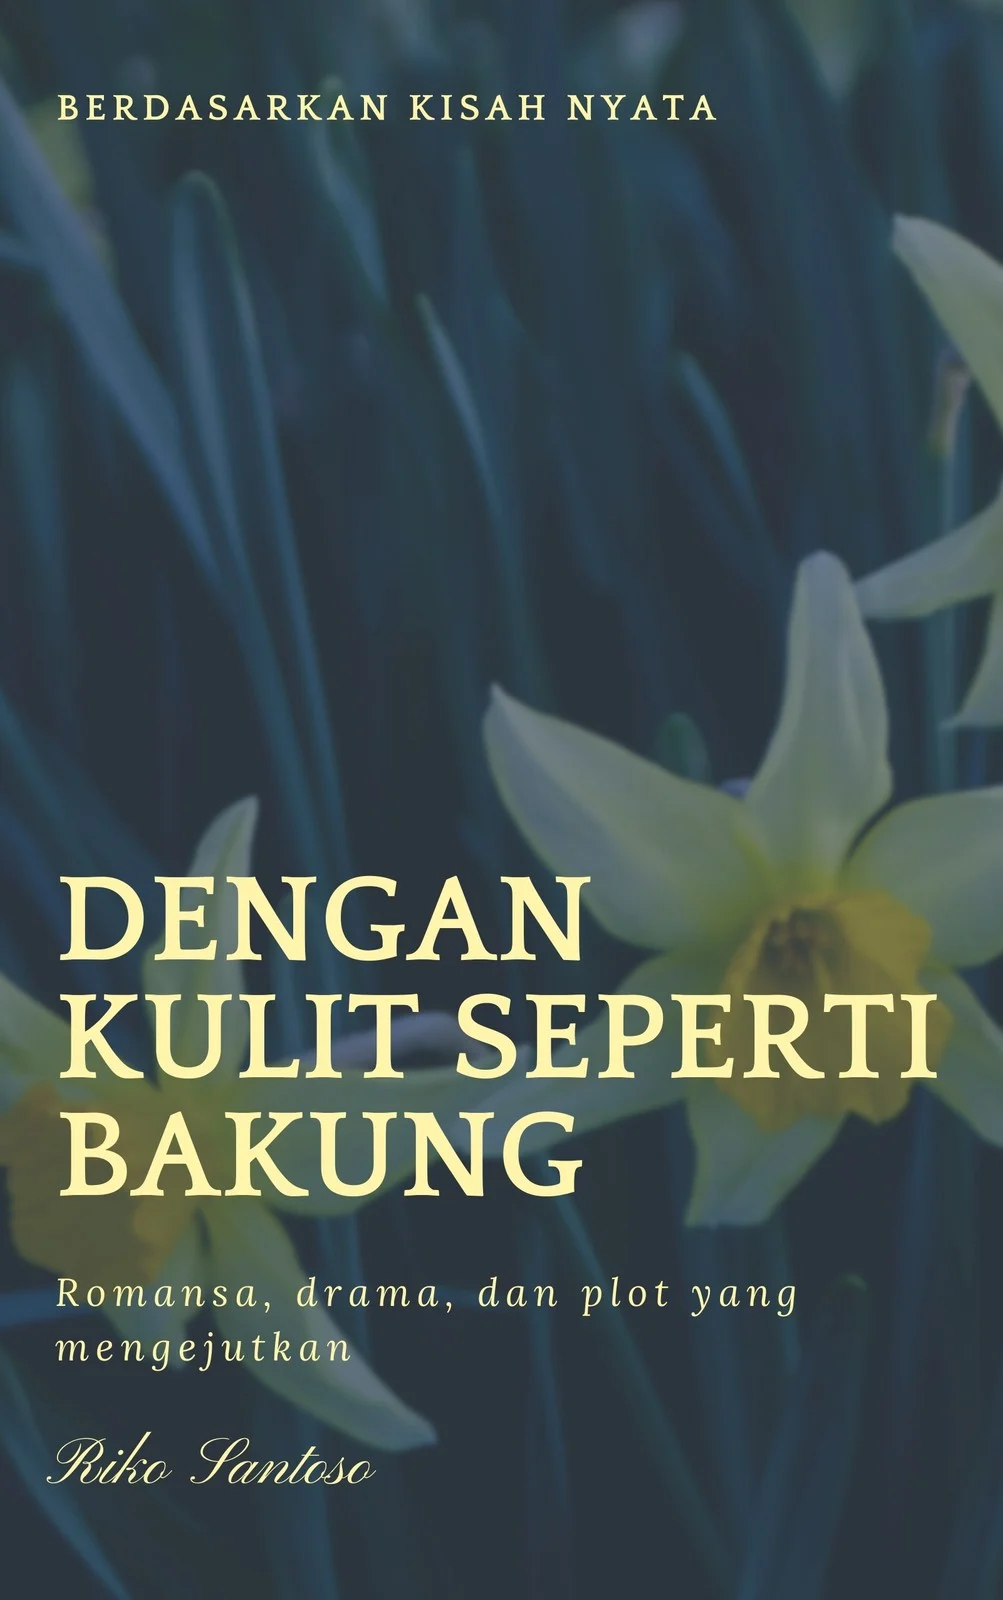 BERDASARKAN KISAH NYATA
DENGAN
KULIT SEPERTI
BAKUNG
Romansa, drama, dan plot yang
mengejutkan
Riko Santoso